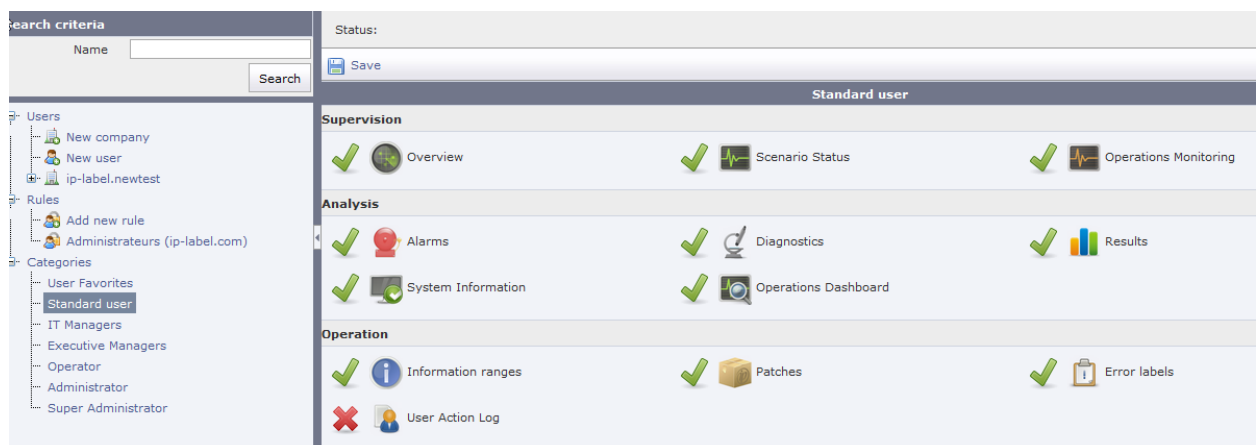 Search criteria
Name
Search
Users
New company
New user
ip-label.newtest
Rules
Add new rule
Administrateurs (ip-label.com)
Categories
User Favorites
Standard user
IT Managers
Executive Managers
Operator
Administrator
Super Administrator
Status:
Save
Standard user
Supervision
Overview
Scenario Status
Operations Monitoring
Analysis
Alarms
Diagnostics
Results
System Information
Operations Dashboard
Operation
Information ranges
Patches
Error labels
User Action Log